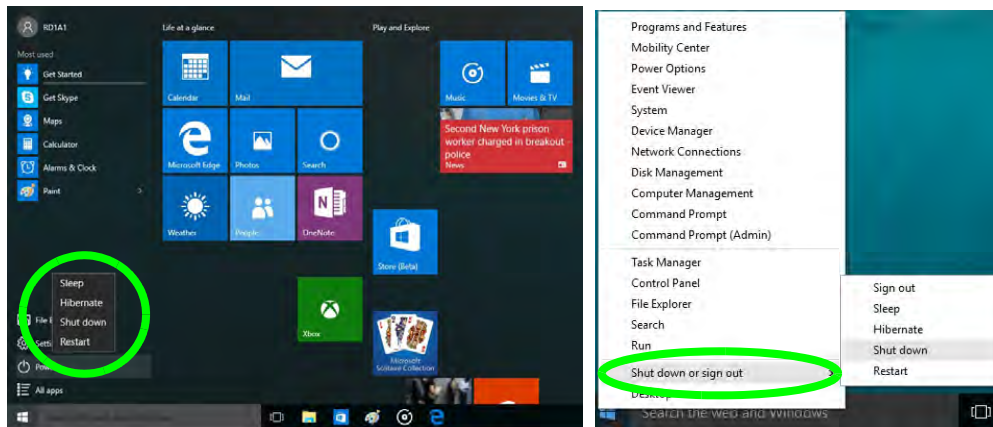 RD1A1
Life at a glance
Play and Explore
Most used
Get Started
Get Skype
Maps
Calculator
Alarms & Clock
Paint
Calendar
Mail
Microsoft Edge
Photos
Search
Weather
People
OneNote
Xbox
Music
Movies & TV
Second New York prison
worker charged in breakout -
police
News
Store (Beta)
Microsoft
Solitaire Collection
Sleep
Hibernate
Shut down
Restart
File
All apps
Programs and Features
Mobility Center
Power Options
Event Viewer
System
Device Manager
Network Connections
Disk Management
Computer Management
Command Prompt
Command Prompt (Admin)
Task Manager
Control Panel
File Explorer
Search
Run
Shut down or sign out
Desktop
Sign out
Sleep
Hibernate
Shut down
Restart
Search the web and Windows